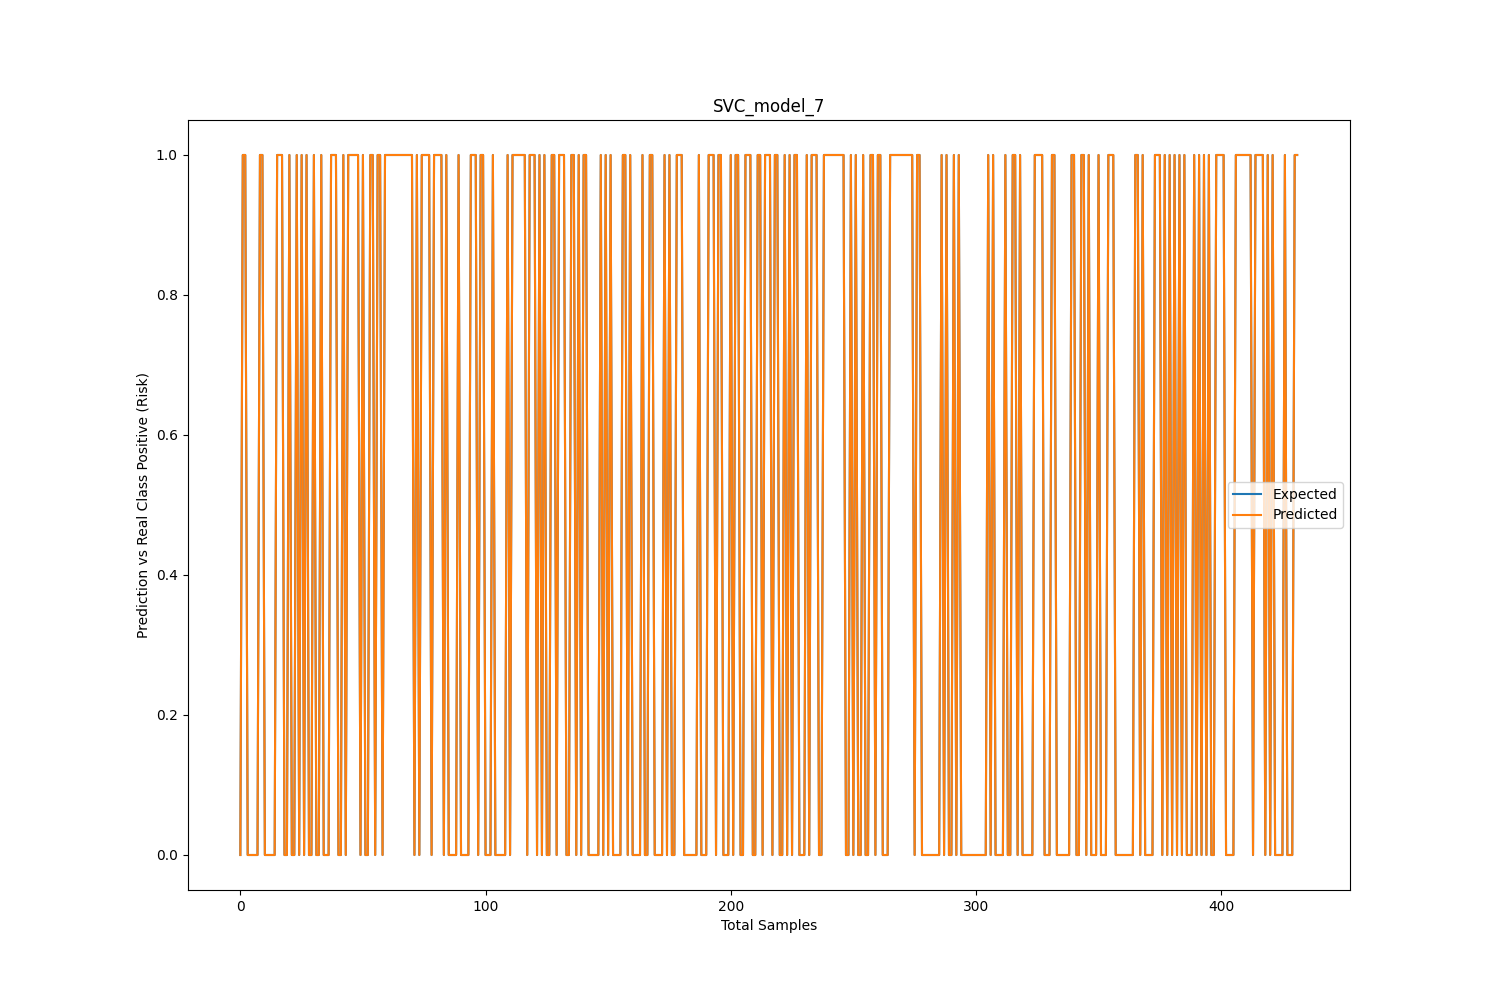 SVC_model_7
1.0
0.8
0.6
0.4
0.2
0.0
Prediction vs Real Class Positive (Risk)
Expected
Predicted
0 100 200 300 400
Total Samples